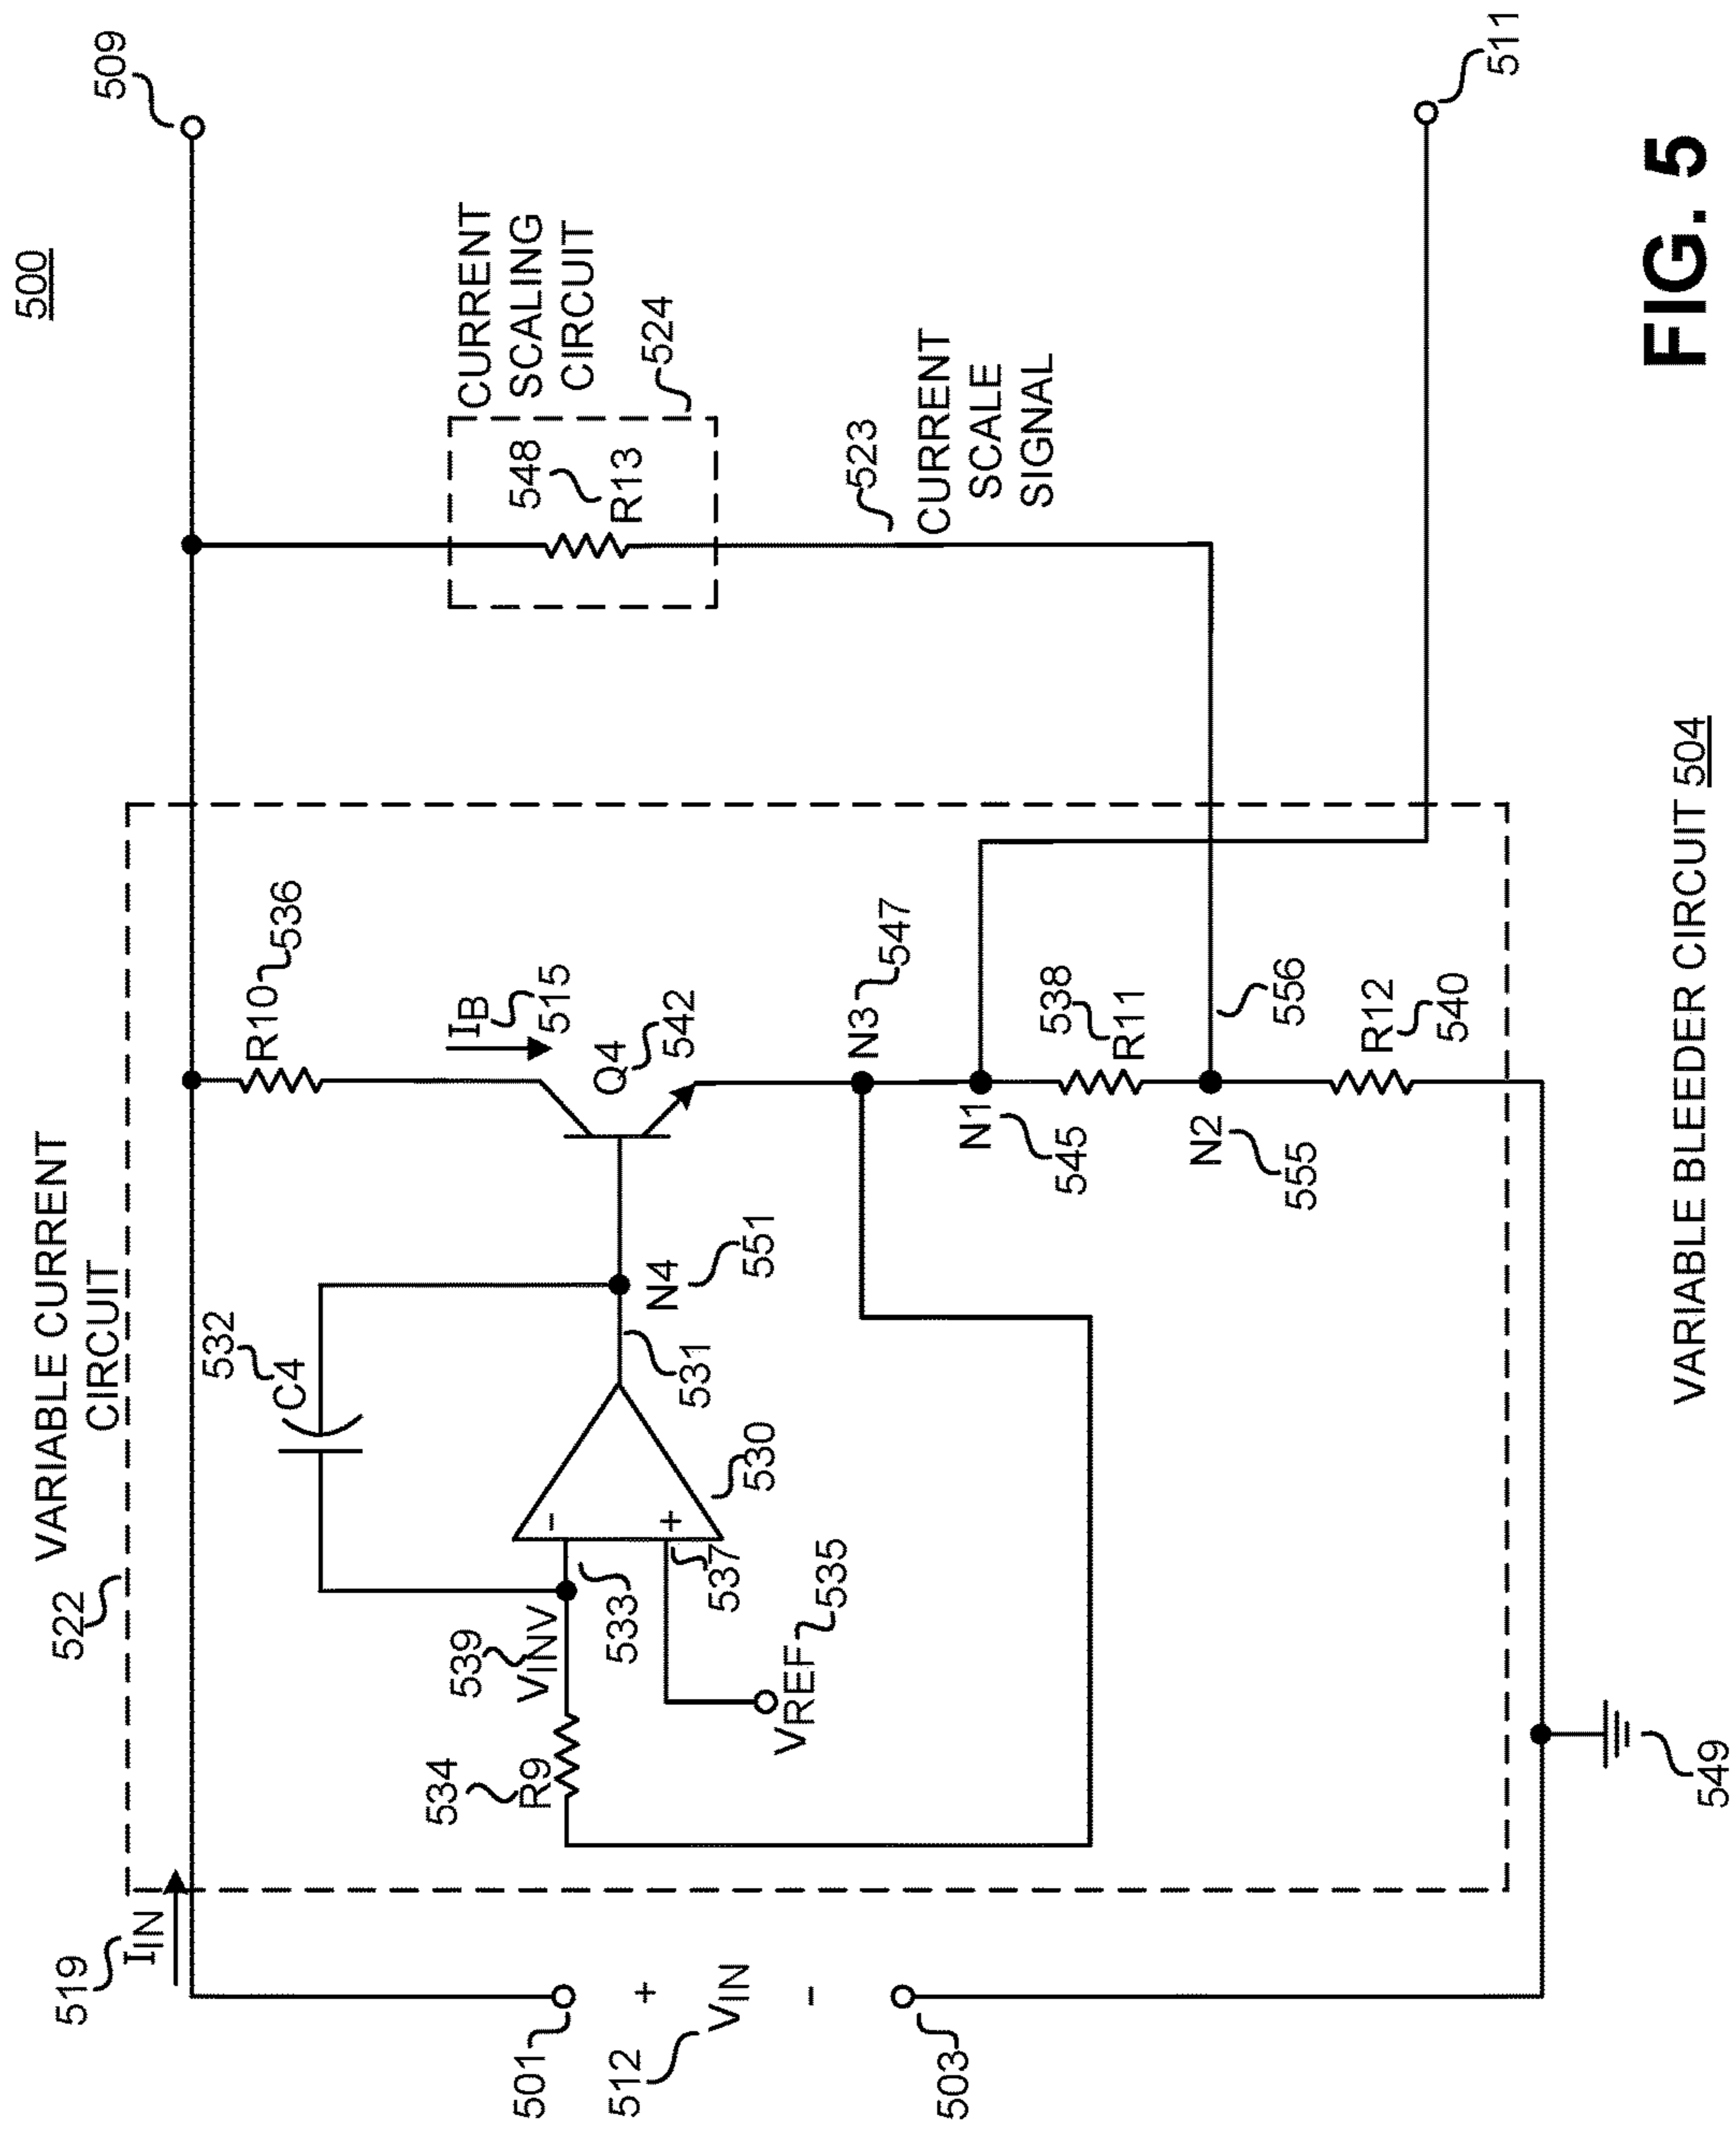 500
VARIABLE CURRENT
CIRCUIT
522
519
IIN
501
+
512
VIN
-
503
509
R10
536
532
C4
IB
515
Q4
542
N4
551
531
530
-
+
533
537
539
VINV
534
R9
VREF
535
N3
547
N1
545
538
R11
N2
555
556
R12
540
549
CURRENT
SCALING
CIRCUIT
524
548
R13
523
CURRENT
SCALE
SIGNAL
511
VARIABLE BLEEDER CIRCUIT 504
FIG. 5